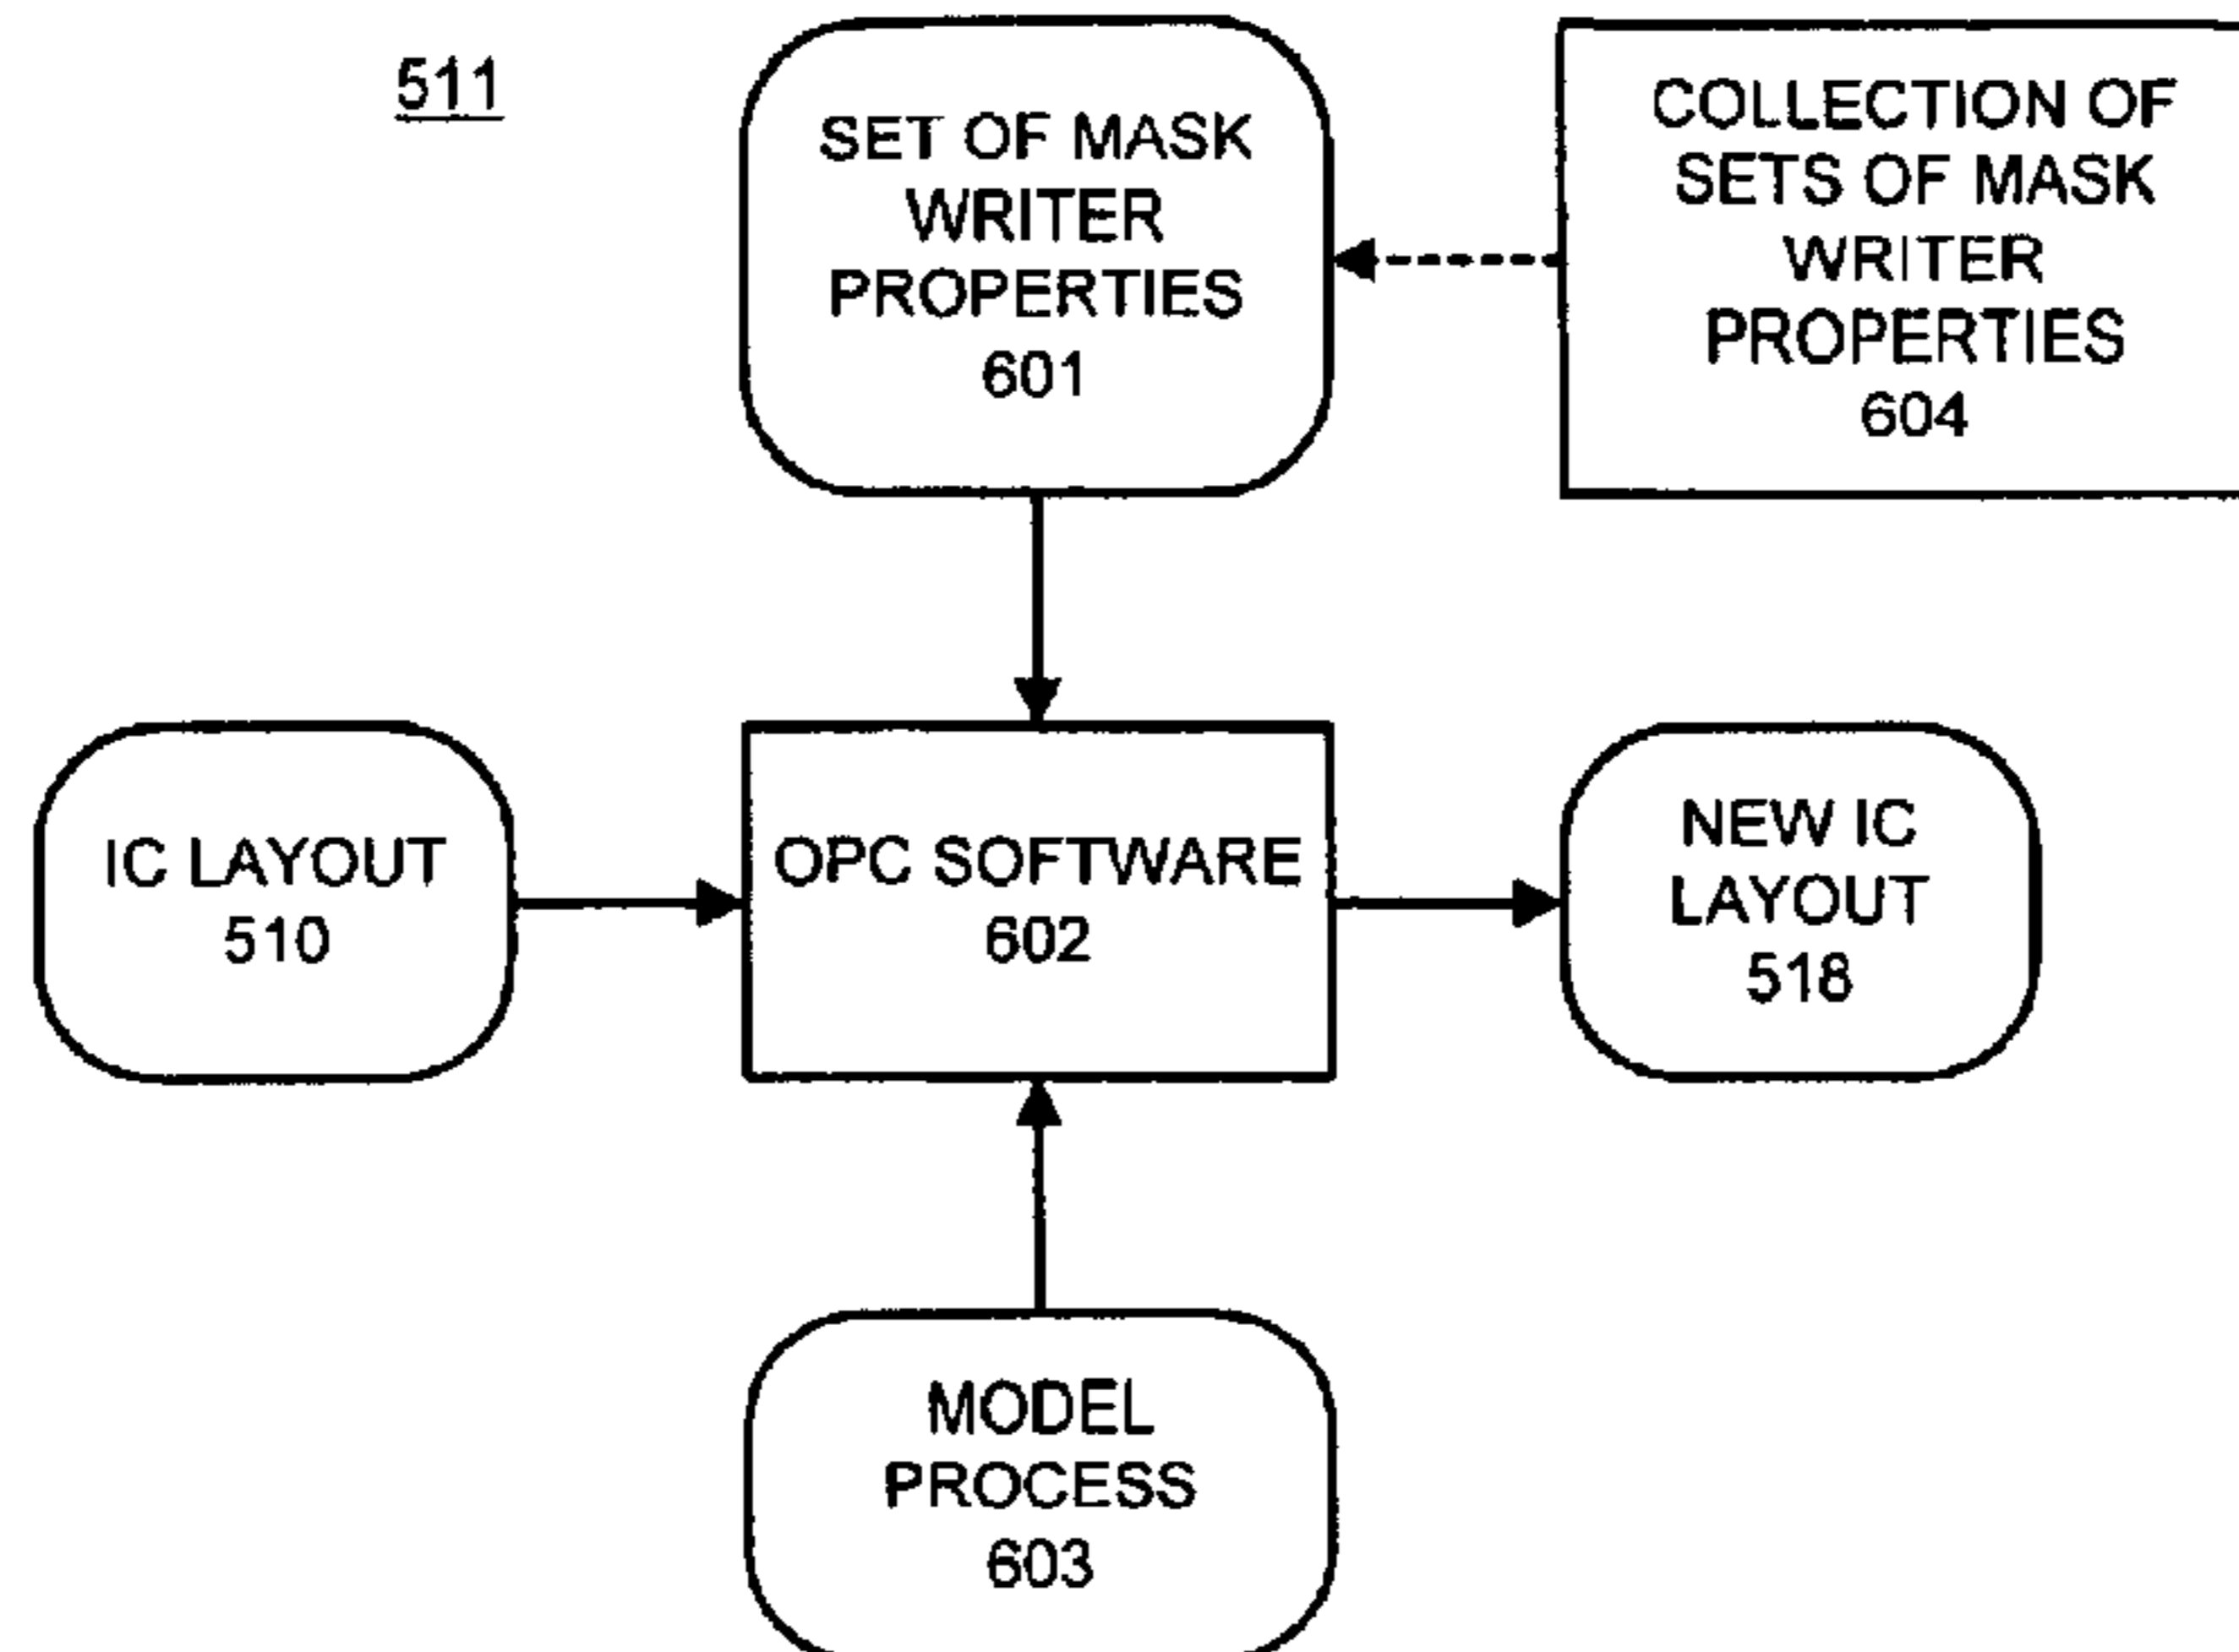 511
SET OF MASK
WRITER
PROPERTIES
601
COLLECTION OF
SETS OF MASK
WRITER
PROPERTIES
604
IC LAYOUT
510
OPC SOFTWARE
602
NEW IC
LAYOUT
518
MODEL
PROCESS
603